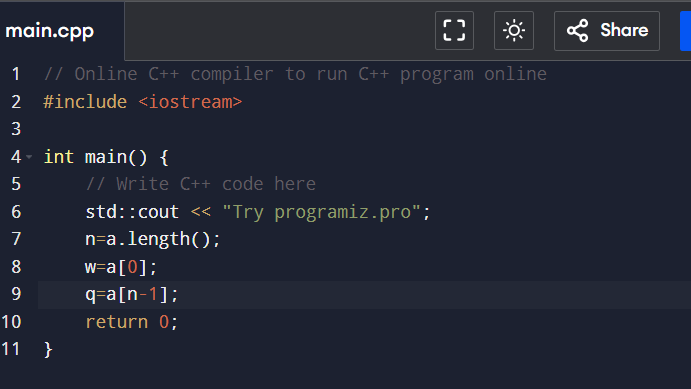 main.cpp
Share
1 // Online C++ compiler to run C++ program online
2 #include <iostream>
3
4 int main() {
5     // Write C++ code here
6     std::cout << "Try programiz.pro";
7     n=a.length();
8     w=a[0];
9     q=a[n-1];
10     return 0;
11 }